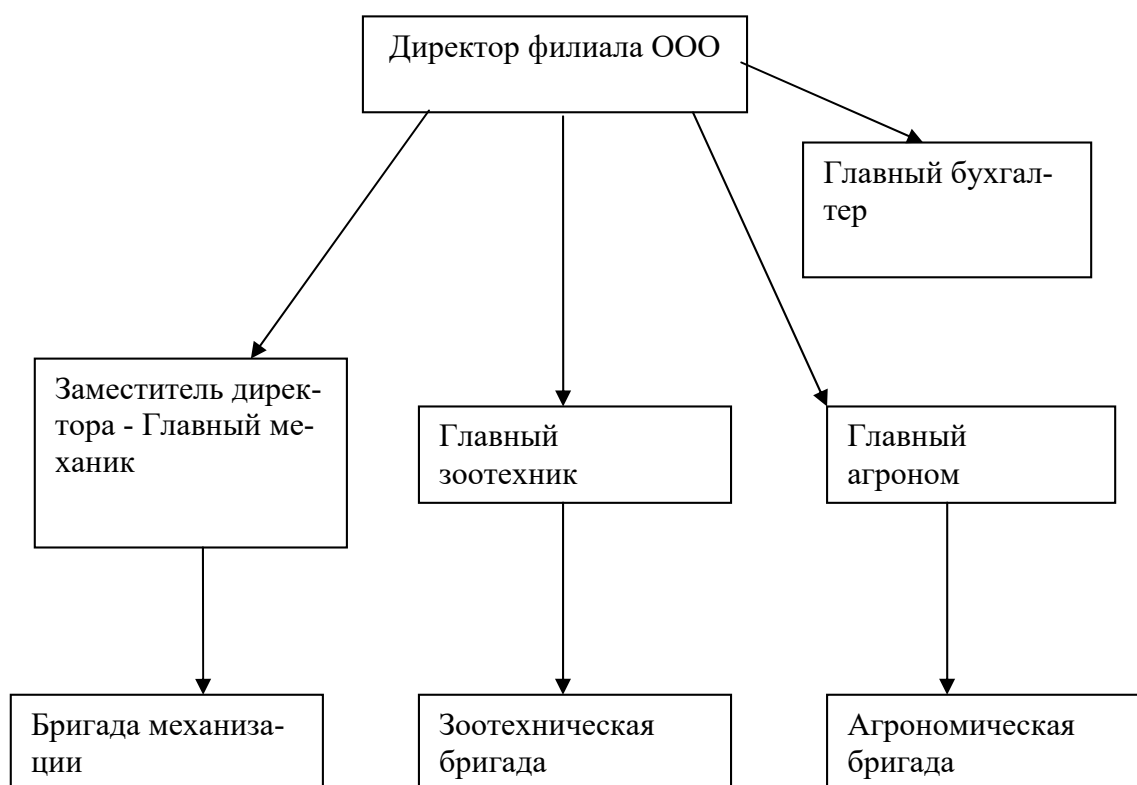 Директор филиала ООО
Главный бухгал-
тер
Заместитель дирек-
тора - Главный ме-
ханик
Главный
зоотехник
Главный
агроном
Бригада механиза-
ции
Зоотехническая
бригада
Агрономическая
бригада